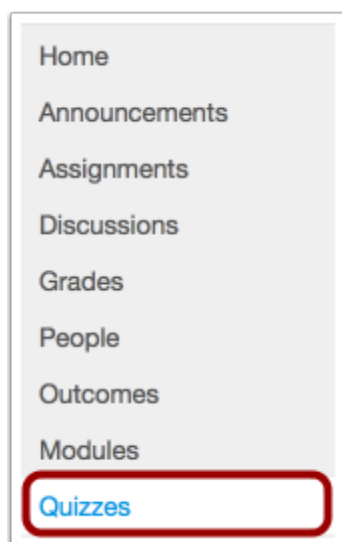 Home
Announcements
Assignments
Discussions
Grades
People
Outcomes
Modules
Quizzes